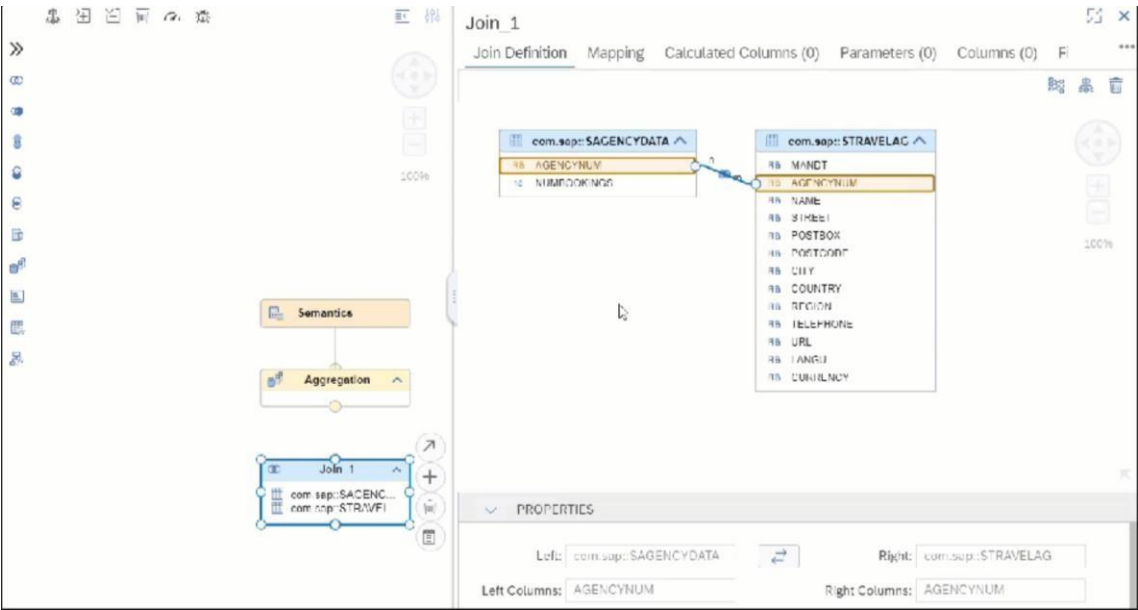 Join_1
Join Definition Mapping Calculated Columns (0) Parameters (0) Columns (0) Fi
100%
com.sap::SAGENCYDATA
AGENCYNUM
NUMBOOKINGS
com.sap::STRAVELAG
MANDT
AGENCYNUM
NAME
STREET
POSTBOX
POSTCODE
CITY
COUNTRY
REGION
TELEPHONE
URL
LANGU
CURRENCY
100%
Semantics
Aggregation
Join_1
com.sap::SAGENC...
com.sap::STRAVEL
PROPERTIES
Left: com.sap::SAGENCYDATA Right: com.sap::STRAVELAG
Left Columns: AGENCYNUM Right Columns: AGENCYNUM